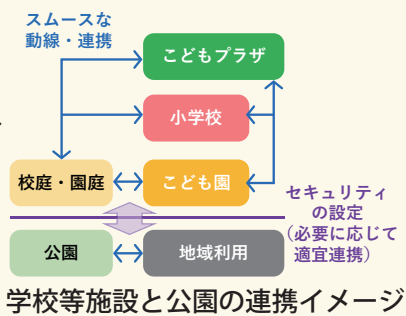 スムースな
動線・連携
こどもプラザ
小学校
校庭・園庭
こども園
セキュリティ
の設定
（必要に応じて
適宜連携）
公園
地域利用
学校等施設と公園の連携イメージ